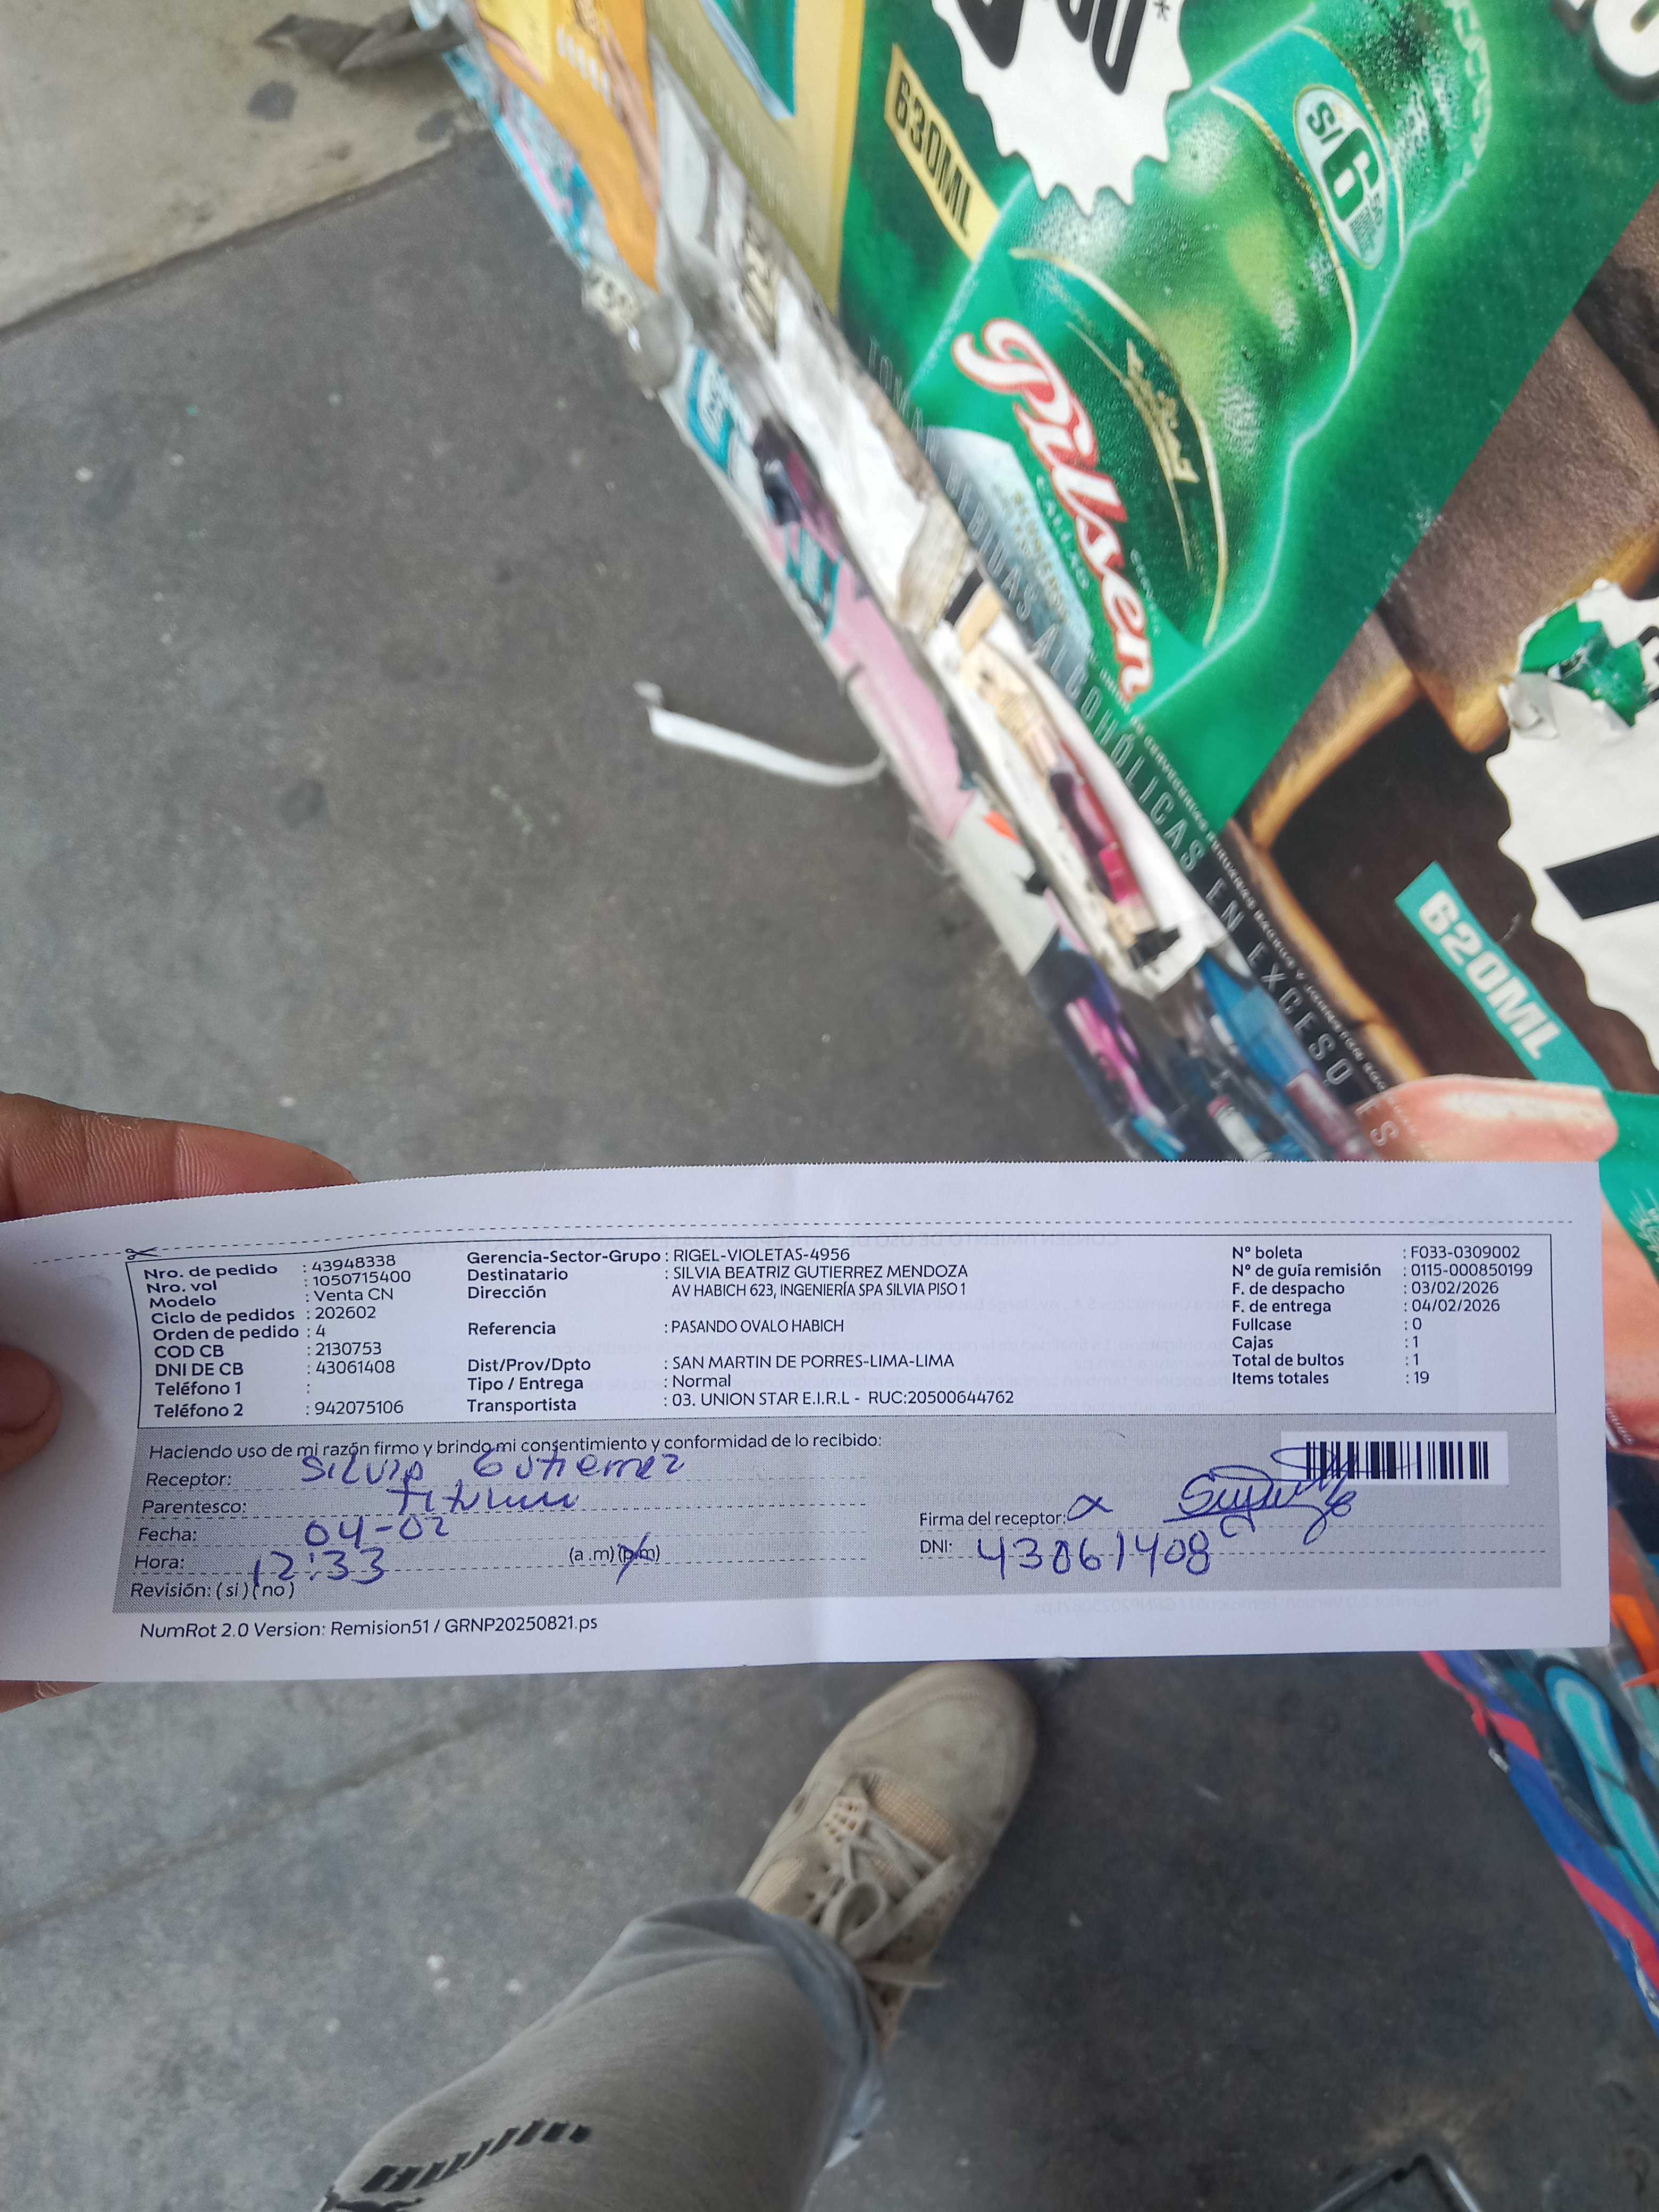 630ML
S/6
Pilsen
CALLAO
TOMAR BEBIDAS ALCOHÓLICAS EN EXCESO ES
620ML
Nro. de pedido : 43948338
Nro. vol : 1050715400
Modelo : Venta CN
Ciclo de pedidos : 202602
Orden de pedido : 4
COD CB : 2130753
DNI DE CB : 43061408
Teléfono 1 :
Teléfono 2 : 942075106
Gerencia-Sector-Grupo : RIGEL-VIOLETAS-4956
Destinatario : SILVIA BEATRIZ GUTIERREZ MENDOZA
Dirección AV HABICH 623, INGENIERÍA SPA SILVIA PISO 1
Referencia : PASANDO OVALO HABICH
Dist/Prov/Dpto : SAN MARTIN DE PORRES-LIMA-LIMA
Tipo / Entrega : Normal
Transportista : 03. UNION STAR E.I.R.L - RUC:20500644762
N° boleta : F033-0309002
N° de guía remisión : 0115-000850199
F. de despacho : 03/02/2026
F. de entrega : 04/02/2026
Fullcase : 0
Cajas : 1
Total de bultos : 1
Items totales : 19
Haciendo uso de mi razón firmo y brindo mi consentimiento y conformidad de lo recibido:
Receptor: Silvia Gutierrez
Parentesco:
Fecha: 04-02
Hora: 12:33 (a .m) (p.m)
Revisión: ( si ) ( no )
Firma del receptor:
DNI: 43061408
NumRot 2.0 Version: Remision51 / GRNP20250821.ps